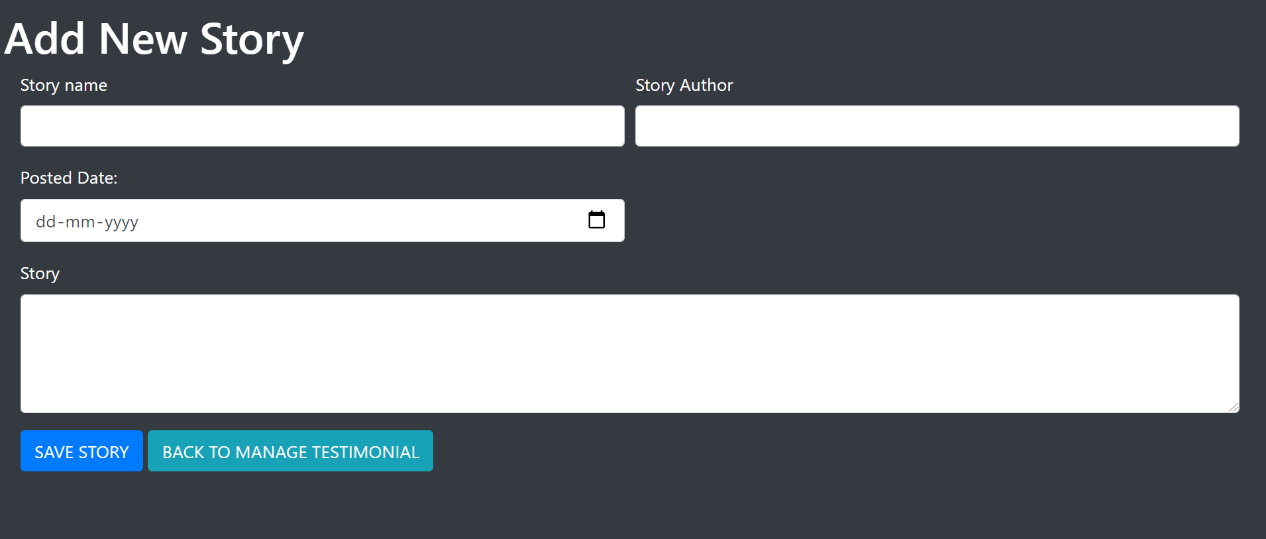 Add New Story
Story name
Story Author
Posted Date:
dd-mm-yyyy
Story
SAVE STORY
BACK TO MANAGE TESTIMONIAL